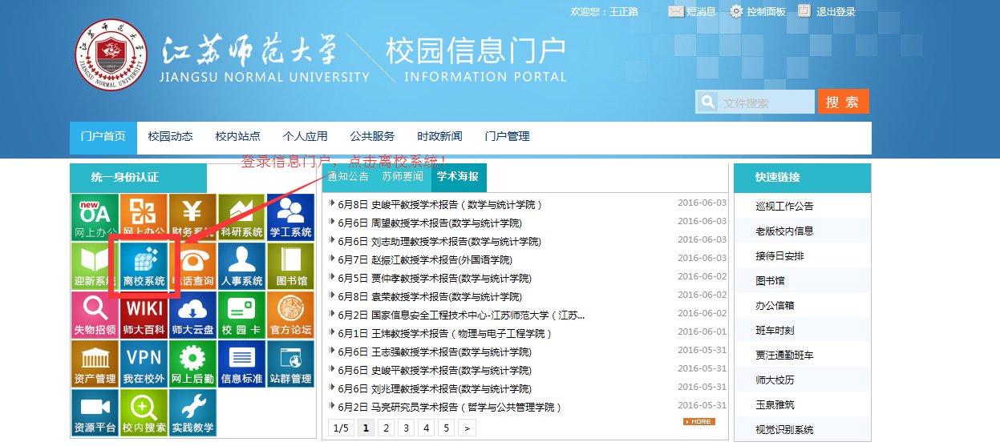 欢迎您：王正路 短消息 控制面板 退出登录
江苏师范大学 校园信息门户
JIANGSU NORMAL UNIVERSITY INFORMATION PORTAL
文件搜索 搜 索
门户首页 校园动态 校内站点 个人应用 公共服务 时政新闻 门户管理
登录信息门户，点击离校系统！
统一身份认证
new
OA
网上办公 网上办公 财务系统 科研系统 学工系统
迎新系统 离校系统 电话查询 人事系统 图书馆
WIKI
失物招领 师大百科 师大云盘 校园卡 官方论坛
VPN
资产管理 我在校外 网上后勤 信息标准 站群管理
资源平台 校内搜索 实践教学
通知公告 苏师要闻 学术海报
6月8日 史峻平教授学术报告（数学与统计学院） 2016-06-03
6月6日 周望教授学术报告(数学与统计学院) 2016-06-03
6月6日 刘志助理教授学术报告(数学与统计学院) 2016-06-03
6月7日 赵振江教授学术报告(外国语学院) 2016-06-03
6月5日 贾仲孝教授学术报告(数学与统计学院) 2016-06-02
6月8日 袁荣教授学术报告(数学与统计学院) 2016-06-02
6月2日 国家信息安全工程技术中心-江苏师范大学（江苏... 2016-06-02
6月1日 王炜教授学术报告（物理与电子工程学院） 2016-06-01
6月6日 王志强教授学术报告(数学与统计学院) 2016-05-31
6月6日 史峻平教授学术报告(数学与统计学院) 2016-05-31
6月6日 刘兆理教授学术报告(数学与统计学院) 2016-05-31
6月2日 马亮研究员学术报告（哲学与公共管理学院） 2016-05-31
MORE
1/5 1 2 3 4 5 >
快速链接
巡视工作公告
老版校内信息
接待日安排
图书馆
办公信箱
班车时刻
贾汪通勤班车
师大校历
玉泉雅筑
视觉识别系统